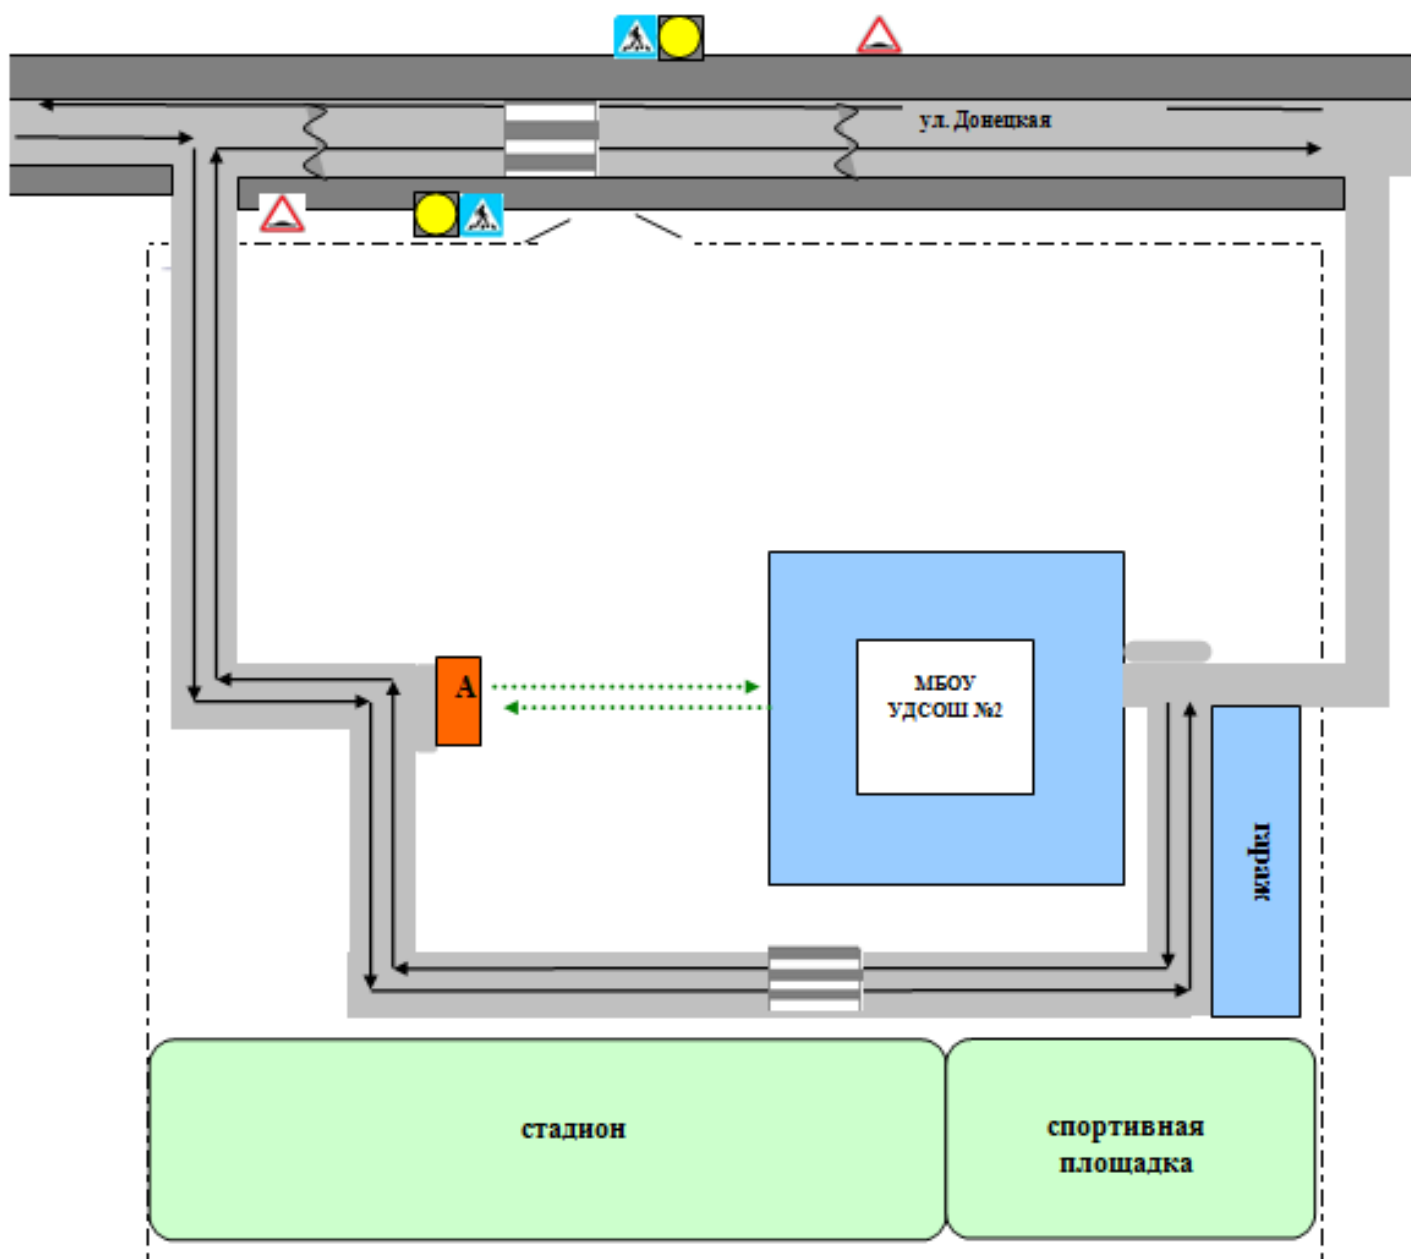 ул. Донецкая
А
МБОУ
УДСОШ №2
гараж
стадион
спортивная
площадка